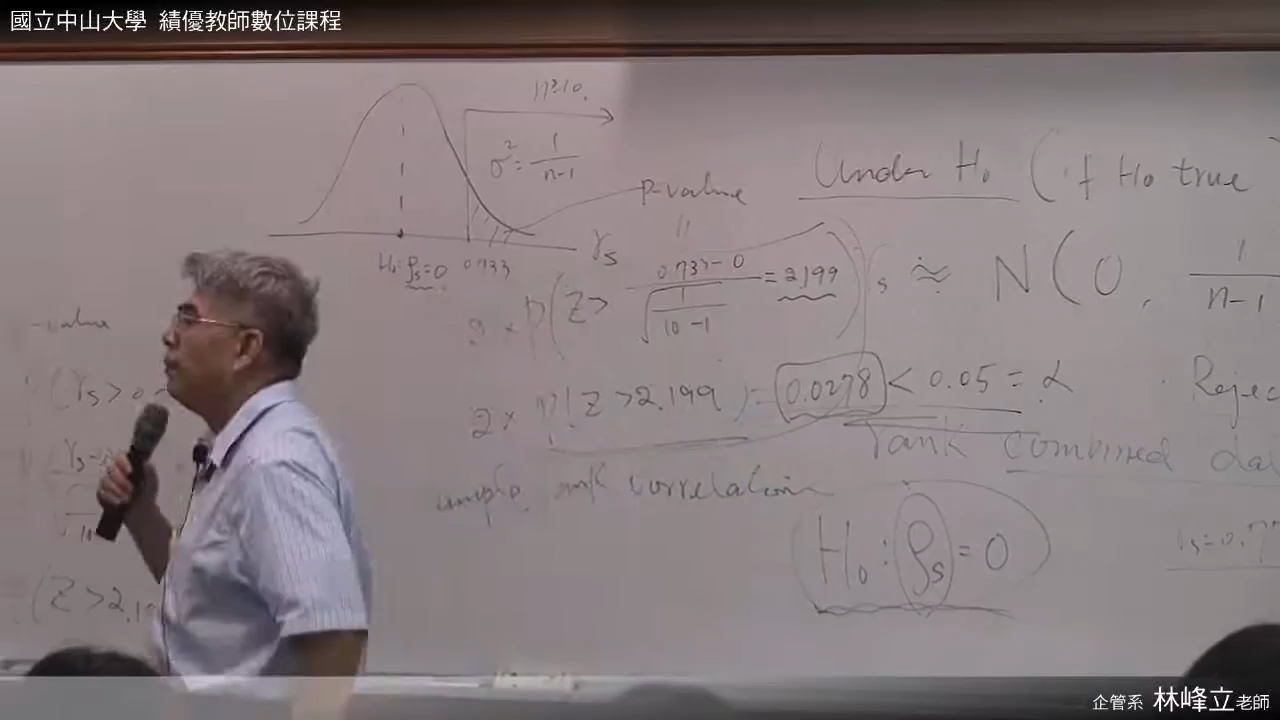 國立中山大學 績優教師數位課程
n≥10.
σ²= 1/(n-1)
p-value
Under H₀ (if H₀ true
H₀: ρₛ=0 0.733 rₛ
"
2 × P(Z > (0.733-0)/√(1/(10-1)) = 2.199)
ₛ ≈ N(0, 1/(n-1)
-value
(rₛ > 0
2 × P(Z > 2.199) = 0.0278 < 0.05 = α
Rejec
rank combined da
rank correlation
H₀: ρₛ = 0
rₛ=0.7
(Z > 2.19
企管系 林峰立老師